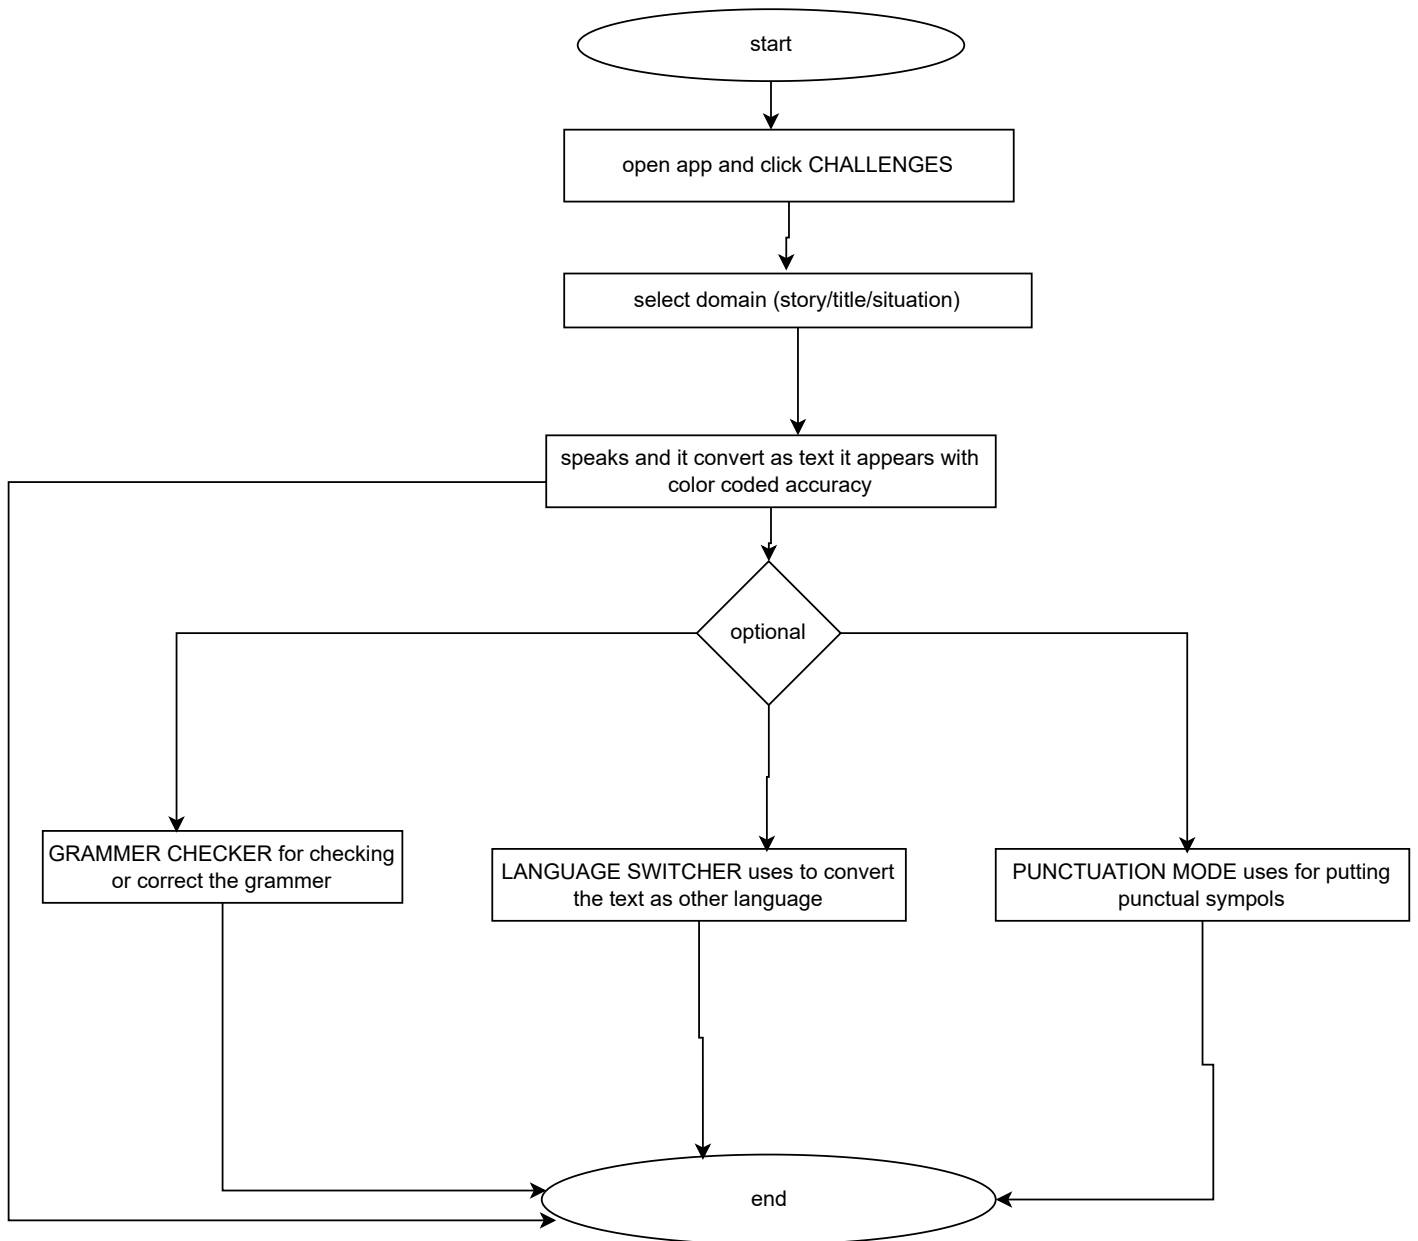 start
open app and click CHALLENGES
select domain (story/title/situation)
speaks and it convert as text it appears with
color coded accuracy
optional
GRAMMER CHECKER for checking
or correct the grammer
LANGUAGE SWITCHER uses to convert
the text as other language
PUNCTUATION MODE uses for putting
punctual sympols
end